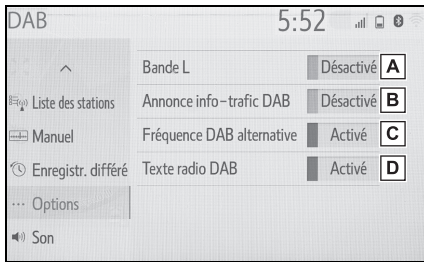 DAB 5:52
Bande L Désactivé A
Liste des stations Annonce info-trafic DAB Désactivé B
Manuel Fréquence DAB alternative Activé C
Enregistr. différé Texte radio DAB Activé D
Options
Son